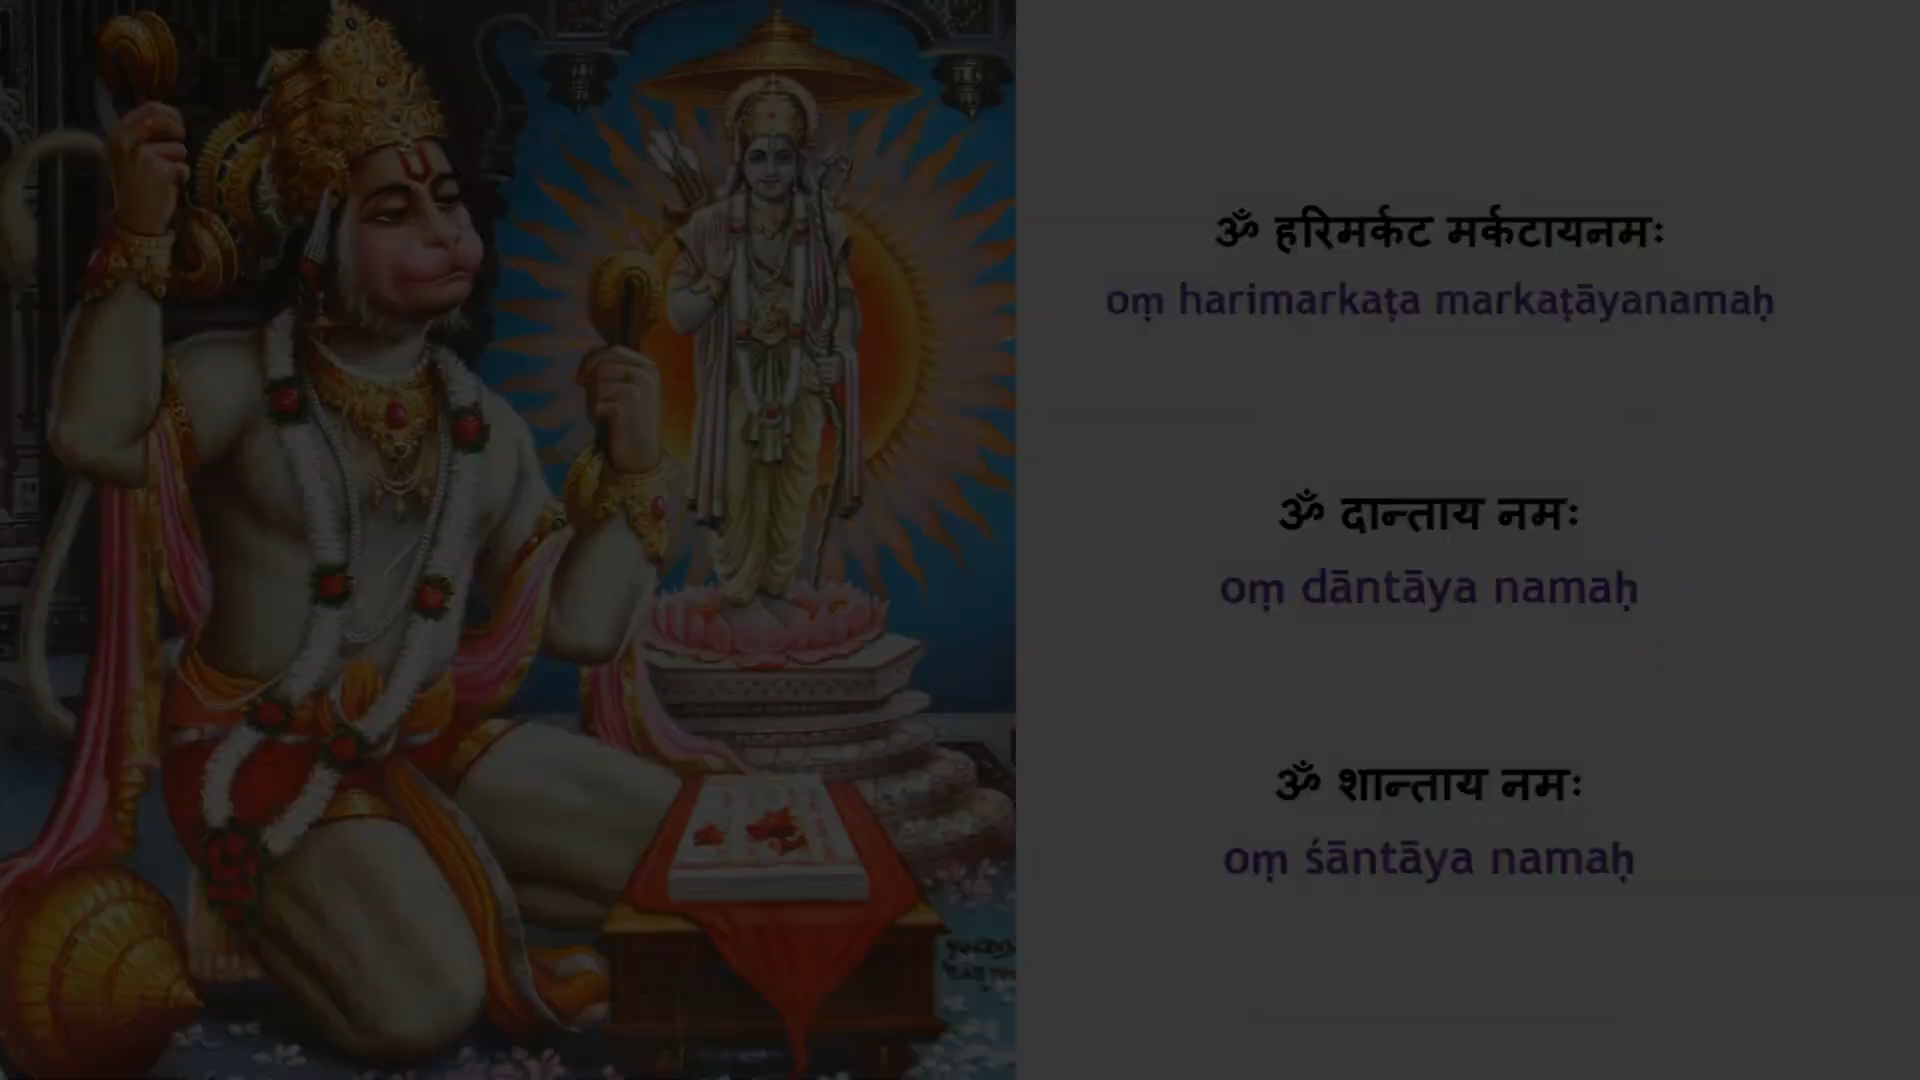 ॐ हरिमर्कट मर्कटायनमः
oṃ harimarkaṭa markaṭāyanamaḥ
ॐ दान्ताय नमः
oṃ dāntāya namaḥ
ॐ शान्ताय नमः
oṃ śāntāya namaḥ